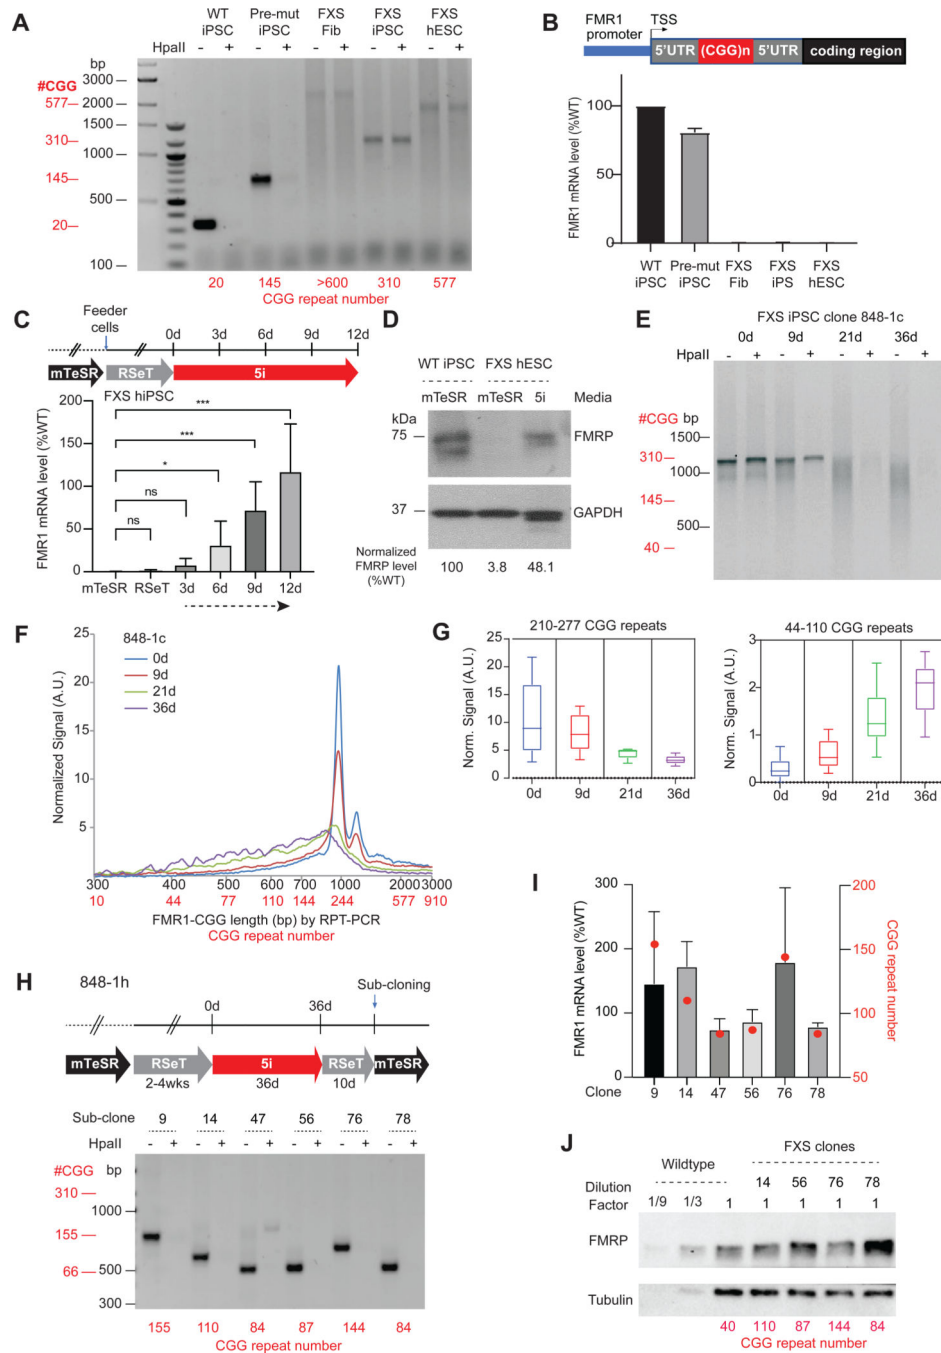 A
WT iPSC
Pre-mut iPSC
FXS Fib
FXS iPSC
FXS hESC
HpaII - + - + - + - + - +
bp
#CGG
3000
577 2000
1500
310 1000
145
500
20
100
20 145 >600 310 577
CGG repeat number
B
FMR1 promoter
TSS
5'UTR (CGG)n 5'UTR coding region
FMR1 mRNA level (%WT)
100
50
0
WT iPSC
Pre-mut iPSC
FXS Fib
FXS iPS
FXS hESC
C
Feeder cells
0d 3d 6d 9d 12d
mTeSR RSeT 5i
FXS hiPSC
FMR1 mRNA level (%WT)
200
150
100
50
0
***
***
*
ns
ns
mTeSR RSeT 3d 6d 9d 12d
D
WT iPSC FXS hESC
mTeSR mTeSR 5i Media
kDa
75 FMRP
37 GAPDH
Normalized FMRP level (%WT)
100 3.8 48.1
E
FXS iPSC clone 848-1c
0d 9d 21d 36d
HpaII - + - + - + - +
#CGG bp
1500
310
1000
145
500
40
F
848-1c
0d
9d
21d
36d
Normalized Signal (A.U.)
25
20
15
10
5
300 400 500 600 700 1000 2000 3000
10 44 77 110 144 244 577 910
FMR1-CGG length (bp) by RPT-PCR
CGG repeat number
G
210-277 CGG repeats
Norm. Signal (A.U.)
25
20
15
10
5
0
0d 9d 21d 36d
44-110 CGG repeats
Norm. Signal (A.U.)
3
2
1
0
0d 9d 21d 36d
H
848-1h
Sub-cloning
0d 36d
mTeSR RSeT 5i RSeT mTeSR
2-4wks 36d 10d
Sub-clone 9 14 47 56 76 78
HpaII - + - + - + - + - + - +
#CGG bp
310
1000
155
66 500
300
155 110 84 87 144 84
CGG repeat number
I
FMR1 mRNA level (%WT)
300
200
100
0
CGG repeat number
200
150
100
50
Clone 9 14 47 56 76 78
J
Wildtype FXS clones
14 56 76 78
Dilution Factor
1/9 1/3 1 1 1 1 1
FMRP
Tubulin
40 110 87 144 84
CGG repeat number